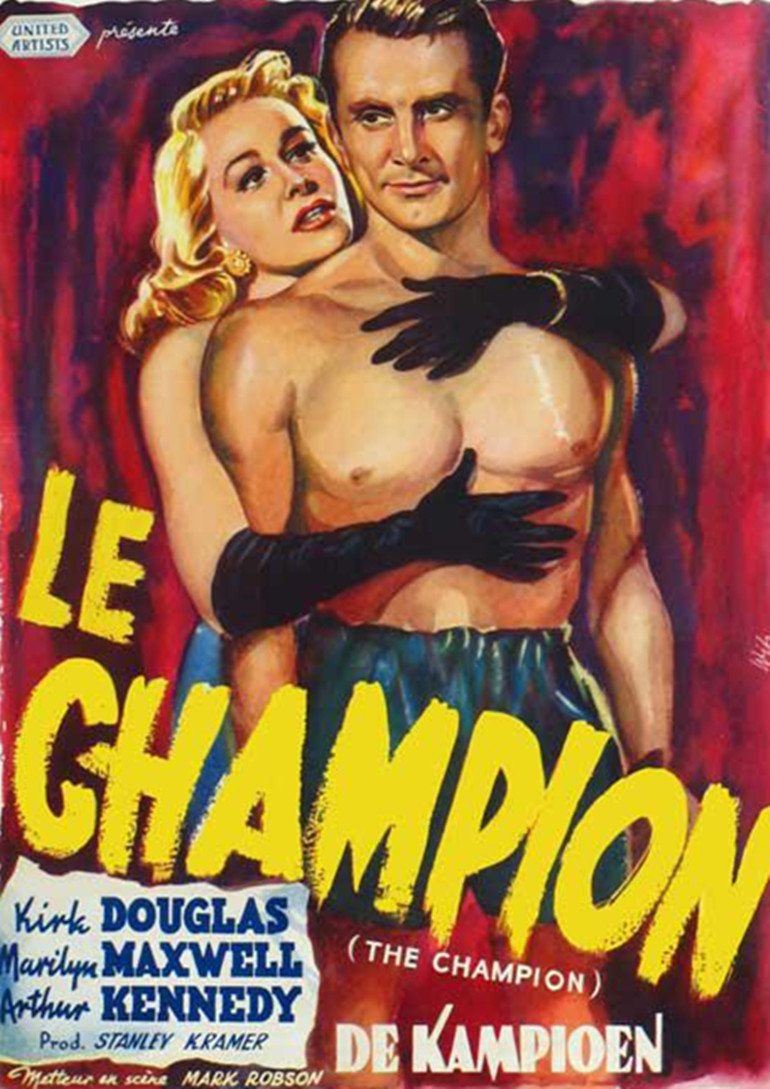 UNITED
ARTISTS
présente
LE
CHAMPION
Kirk DOUGLAS
Marilyn MAXWELL
Arthur KENNEDY
Prod. STANLEY KRAMER
Metteur en scène MARK ROBSON
(THE CHAMPION)
DE KAMPIOEN